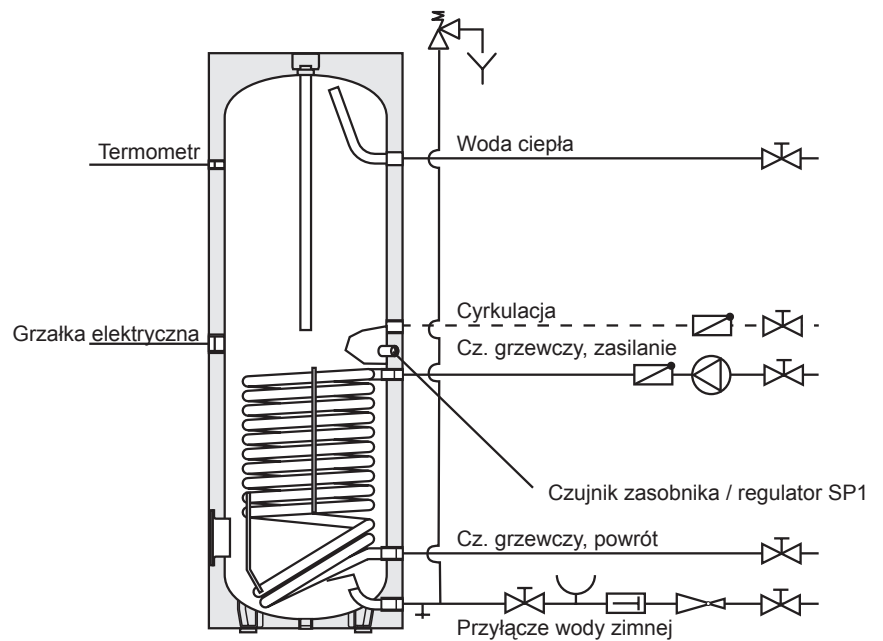 Termometr
Woda ciepła
Cyrkulacja
Grzałka elektryczna
Cz. grzewczy, zasilanie
Czujnik zasobnika / regulator SP1
Cz. grzewczy, powrót
Przyłącze wody zimnej